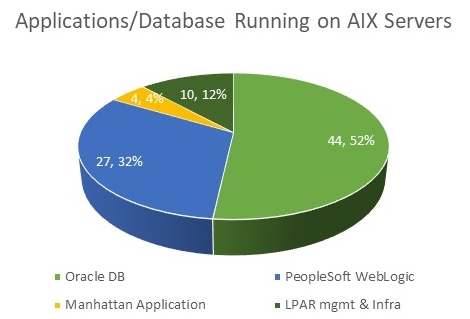 Applications/Database Running on AIX Servers
10, 12%
4, 4%
44, 52%
27, 32%
Oracle DB
PeopleSoft WebLogic
Manhattan Application
LPAR mgmt & Infra